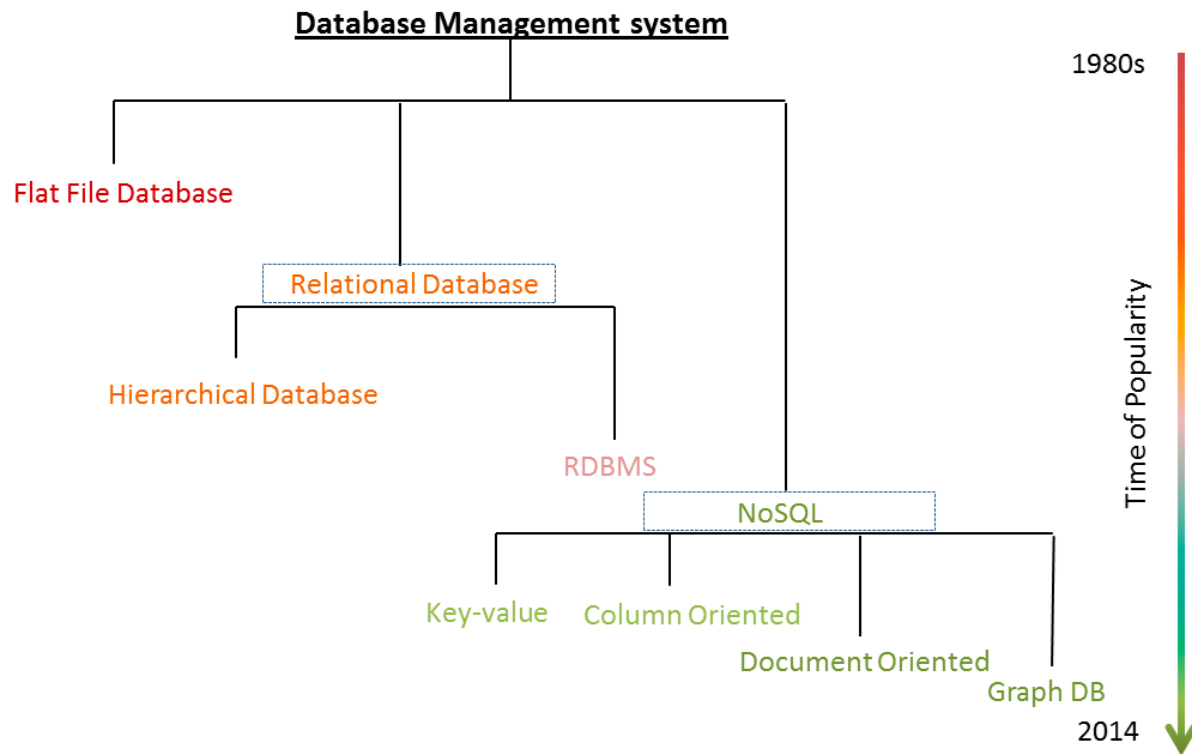 Database Management system
1980s
Flat File Database
Relational Database
Hierarchical Database
Time of Popularity
RDBMS
NoSQL
Key-value
Column Oriented
Document Oriented
Graph DB
2014